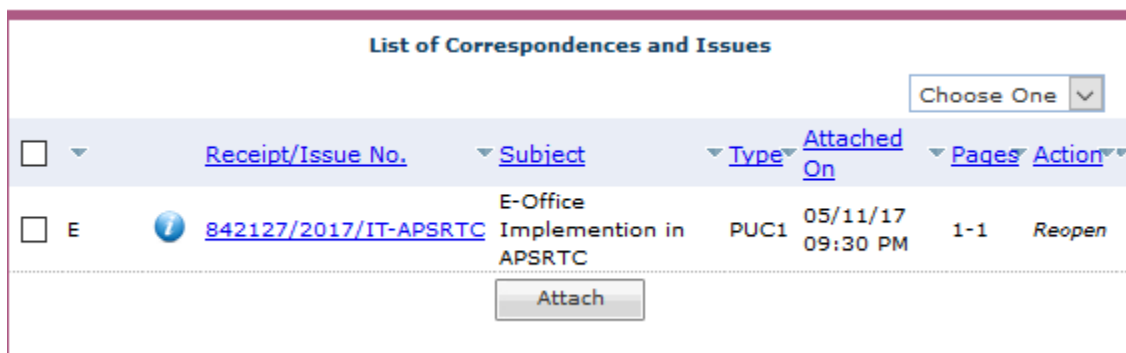 List of Correspondences and Issues
Choose One
Receipt/Issue No. Subject Type Attached On Pages Action
E 842127/2017/IT-APSRTC E-Office Implemention in APSRTC PUC1 05/11/17 09:30 PM 1-1 Reopen
Attach